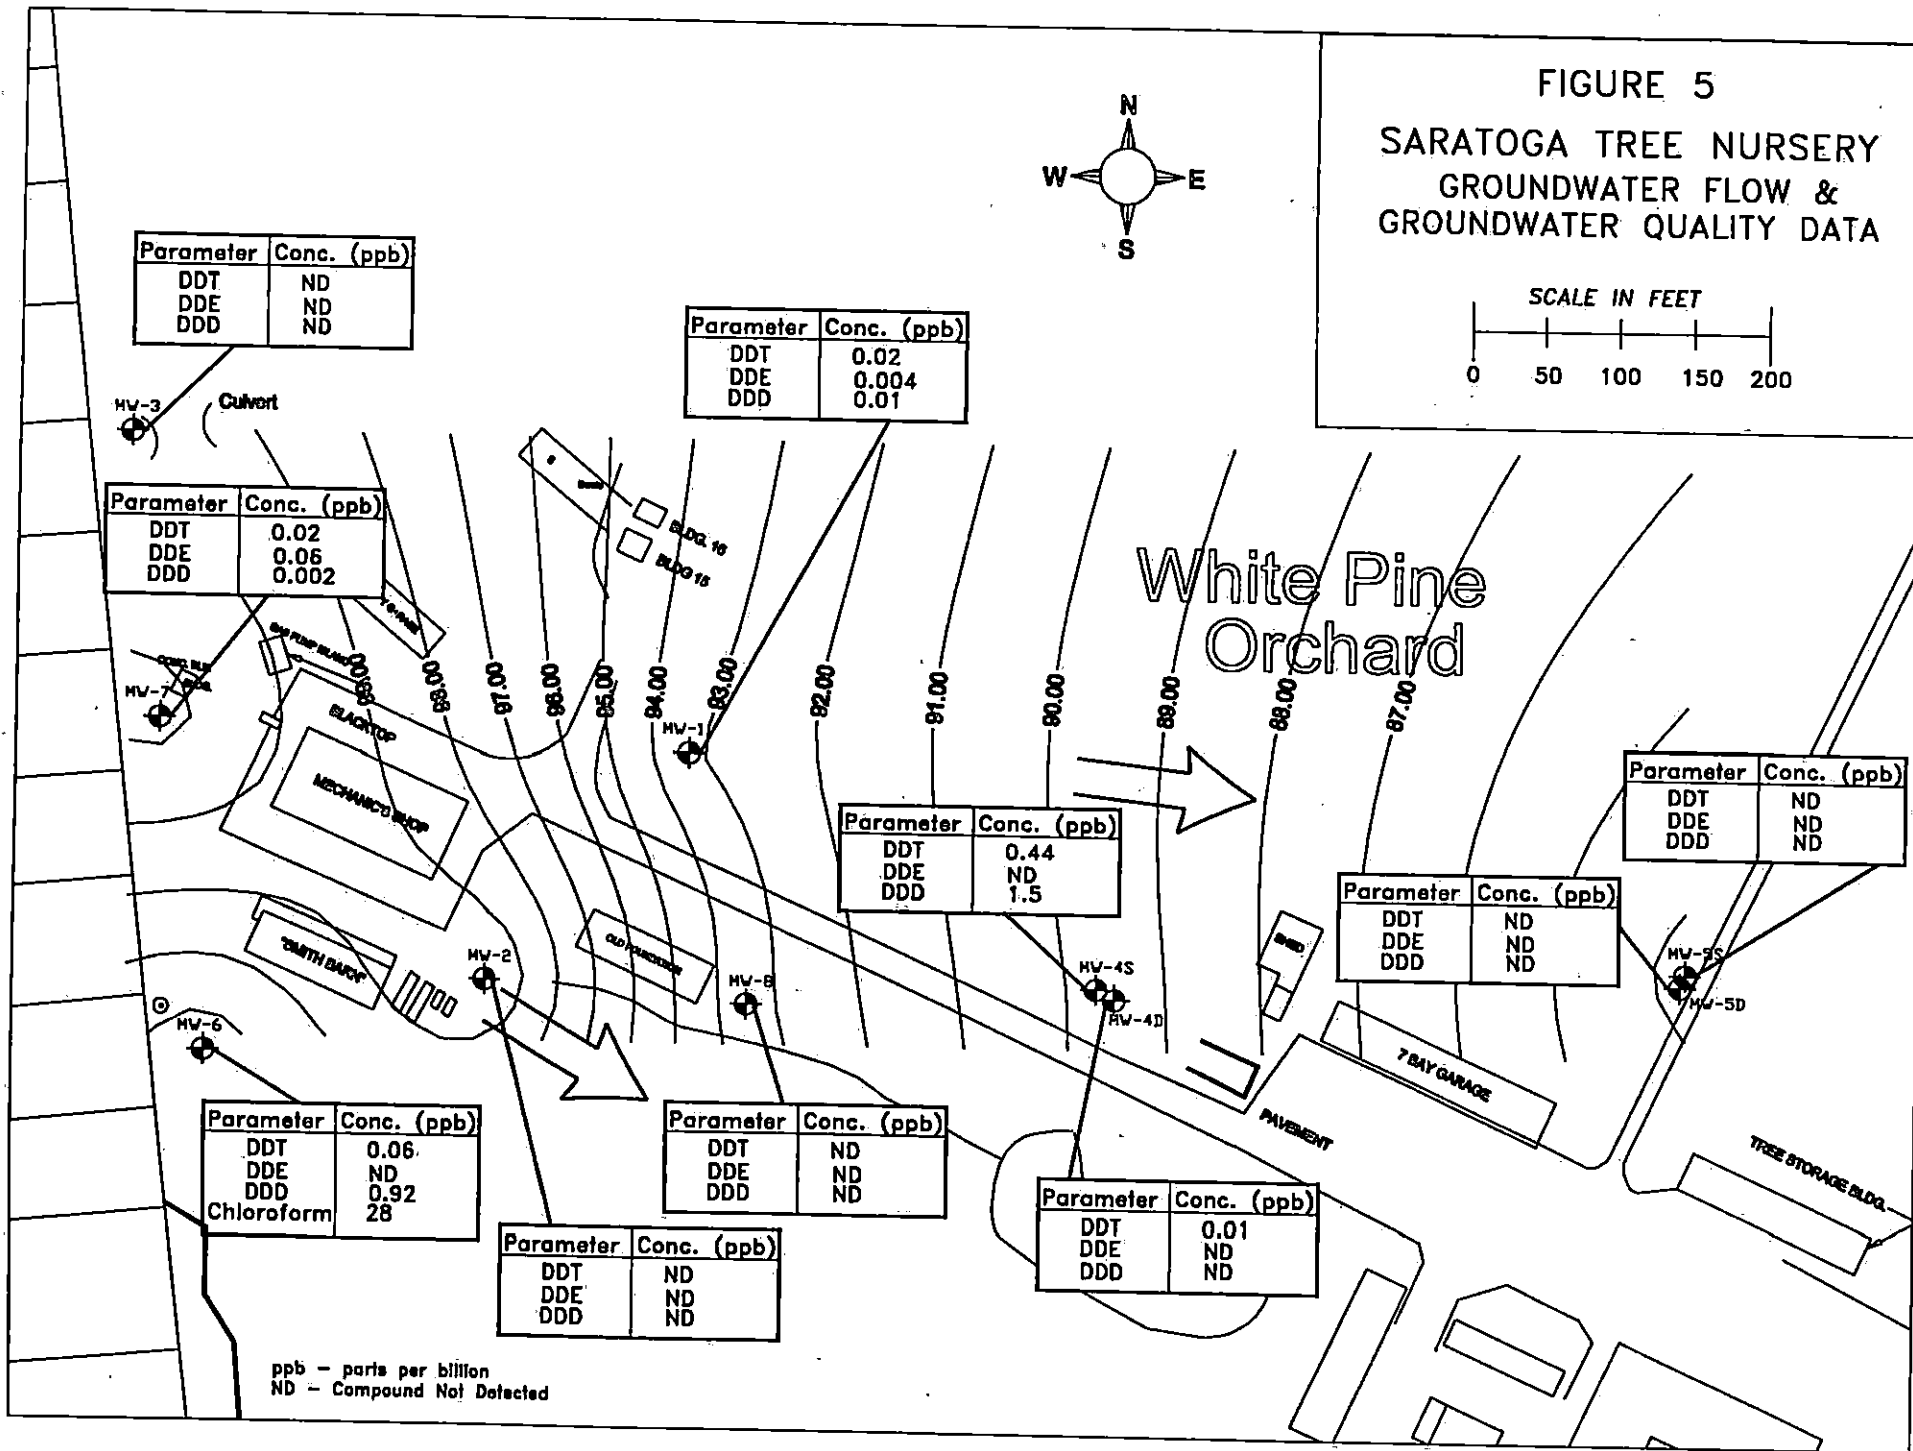 FIGURE 5
SARATOGA TREE NURSERY
GROUNDWATER FLOW &
GROUNDWATER QUALITY DATA
SCALE IN FEET
0 50 100 150 200
N
W E
S
Parameter Conc. (ppb)
DDT ND
DDE ND
DDD ND
MW-3
Culvert
Parameter Conc. (ppb)
DDT 0.02
DDE 0.004
DDD 0.01
Parameter Conc. (ppb)
DDT 0.02
DDE 0.06
DDD 0.002
BLDG. 16
BLDG 15
White Pine
Orchard
GAS PUMP ISLAND
CONC. BLK
BLDG.
MW-7
99.00
98.00
97.00
96.00
95.00
94.00
93.00
92.00
91.00
90.00
89.00
88.00
87.00
BLACKTOP
MECHANIC'S SHOP
MW-1
Parameter Conc. (ppb)
DDT ND
DDE ND
DDD ND
Parameter Conc. (ppb)
DDT 0.44
DDE ND
DDD 1.5
Parameter Conc. (ppb)
DDT ND
DDE ND
DDD ND
"SMITH BARN"
OLD FOUNDATION
SHED
MW-2
MW-8
MW-4S
MW-4D
MW-5S
MW-5D
MW-6
7 BAY GARAGE
PAVEMENT
TREE STORAGE BLDG.
Parameter Conc. (ppb)
DDT 0.06
DDE ND
DDD 0.92
Chloroform 28
Parameter Conc. (ppb)
DDT ND
DDE ND
DDD ND
Parameter Conc. (ppb)
DDT 0.01
DDE ND
DDD ND
Parameter Conc. (ppb)
DDT ND
DDE ND
DDD ND
ppb - parts per billion
ND - Compound Not Detected